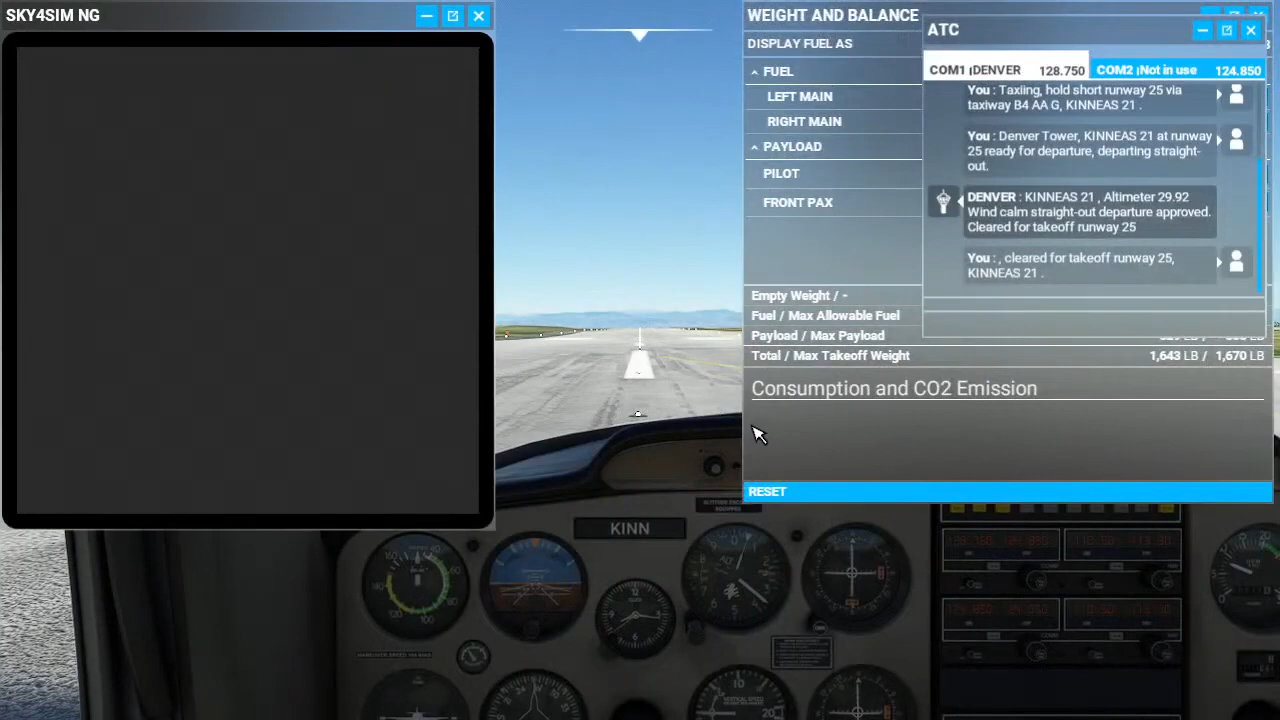 SKY4SIM NG
WEIGHT AND BALANCE
DISPLAY FUEL AS
FUEL
LEFT MAIN
RIGHT MAIN
PAYLOAD
PILOT
FRONT PAX
Empty Weight / -
Fuel / Max Allowable Fuel
Payload / Max Payload
Total / Max Takeoff Weight
1,643 LB / 1,670 LB
Consumption and CO2 Emission
RESET
ATC
COM1 ¡DENVER 128.750
COM2 ¡Not in use 124.850
You : Taxiing, hold short runway 25 via
taxiway B4 AA G, KINNEAS 21 .
You : Denver Tower, KINNEAS 21 at runway
25 ready for departure, departing straight-
out.
DENVER : KINNEAS 21 , Altimeter 29.92
Wind calm straight-out departure approved.
Cleared for takeoff runway 25
You : , cleared for takeoff runway 25,
KINNEAS 21 .
KINN